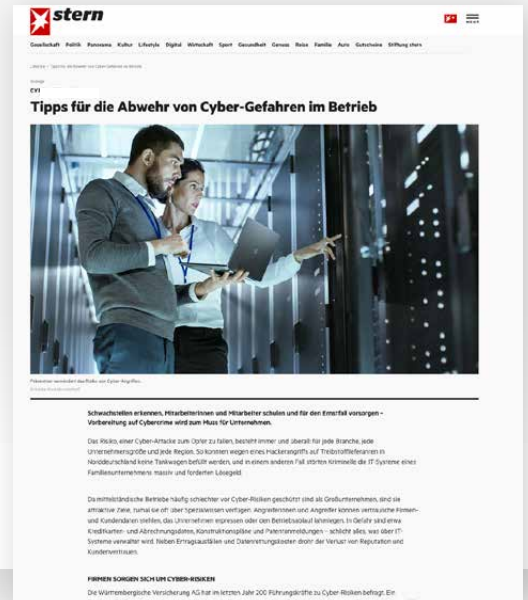 stern
Gesellschaft Politik Panorama Kultur Lifestyle Digital Wirtschaft Sport Gesundheit Genuss Reise Familie Auto Gutscheine Stiftung stern
Anzeige
Tipps für die Abwehr von Cyber-Gefahren im Betrieb
Prävention vermindert das Risiko von Cyber-Angriffen.
Schwachstellen erkennen, Mitarbeiterinnen und Mitarbeiter schulen und für den Ernstfall vorsorgen –
Vorbereitung auf Cybercrime wird zum Muss für Unternehmen.
Das Risiko, einer Cyber-Attacke zum Opfer zu fallen, besteht immer und überall für jede Branche, jede
Unternehmensgröße und jede Region. So konnten wegen eines Hackerangriffs auf Treibstofflieferanten in
Norddeutschland keine Tankwagen befüllt werden, und in einem anderen Fall störten Kriminelle die IT-Systeme eines
Familienunternehmens massiv und forderten Lösegeld.
Da mittelständische Betriebe häufig schlechter vor Cyber-Risiken geschützt sind als Großunternehmen, sind sie
attraktive Ziele, zumal sie oft über Spezialwissen verfügen. Angreiferinnen und Angreifer können vertrauliche Firmen-
und Kundendaten stehlen, das Unternehmen erpressen oder den Betriebsablauf lahmlegen. In Gefahr sind etwa
Kreditkarten- und Abrechnungsdaten, Konstruktionspläne und Patentanmeldungen – schlicht alles, was über IT-
Systeme verwaltet wird. Neben Ertragsausfällen und Datenrettungskosten droht der Verlust von Reputation und
Kundenvertrauen.
FIRMEN SORGEN SICH UM CYBER-RISIKEN
Die Württembergische Versicherung AG hat im letzten Jahr 200 Führungskräfte zu Cyber-Risiken befragt. Ein